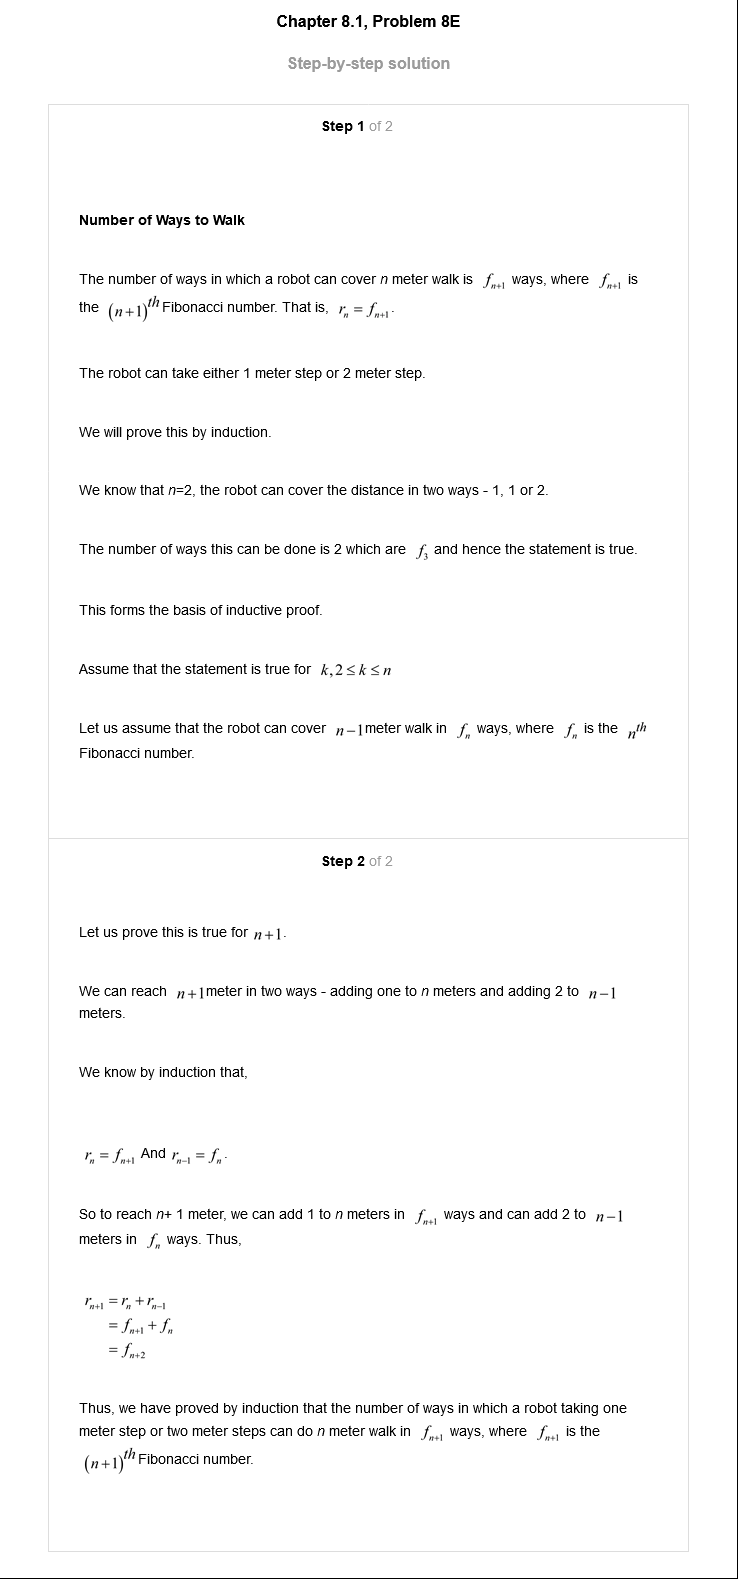 Chapter 8.1, Problem 8E
Step-by-step solution
Step 1 of 2
Number of Ways to Walk
The number of ways in which a robot can cover n meter walk is f_{n+1} ways, where f_{n+1} is
the (n+1)^{th} Fibonacci number. That is, r_n = f_{n+1}.
The robot can take either 1 meter step or 2 meter step.
We will prove this by induction.
We know that n=2, the robot can cover the distance in two ways - 1, 1 or 2.
The number of ways this can be done is 2 which are f_3 and hence the statement is true.
This forms the basis of inductive proof.
Assume that the statement is true for k, 2 ≤ k ≤ n
Let us assume that the robot can cover n−1 meter walk in f_n ways, where f_n is the n^{th}
Fibonacci number.
Step 2 of 2
Let us prove this is true for n+1.
We can reach n+1 meter in two ways - adding one to n meters and adding 2 to n−1
meters.
We know by induction that,
r_n = f_{n+1} And r_{n−1} = f_n.
So to reach n+ 1 meter, we can add 1 to n meters in f_{n+1} ways and can add 2 to n−1
meters in f_n ways. Thus,
r_{n+1} = r_n + r_{n−1}
= f_{n+1} + f_n
= f_{n+2}
Thus, we have proved by induction that the number of ways in which a robot taking one
meter step or two meter steps can do n meter walk in f_{n+1} ways, where f_{n+1} is the
(n+1)^{th} Fibonacci number.